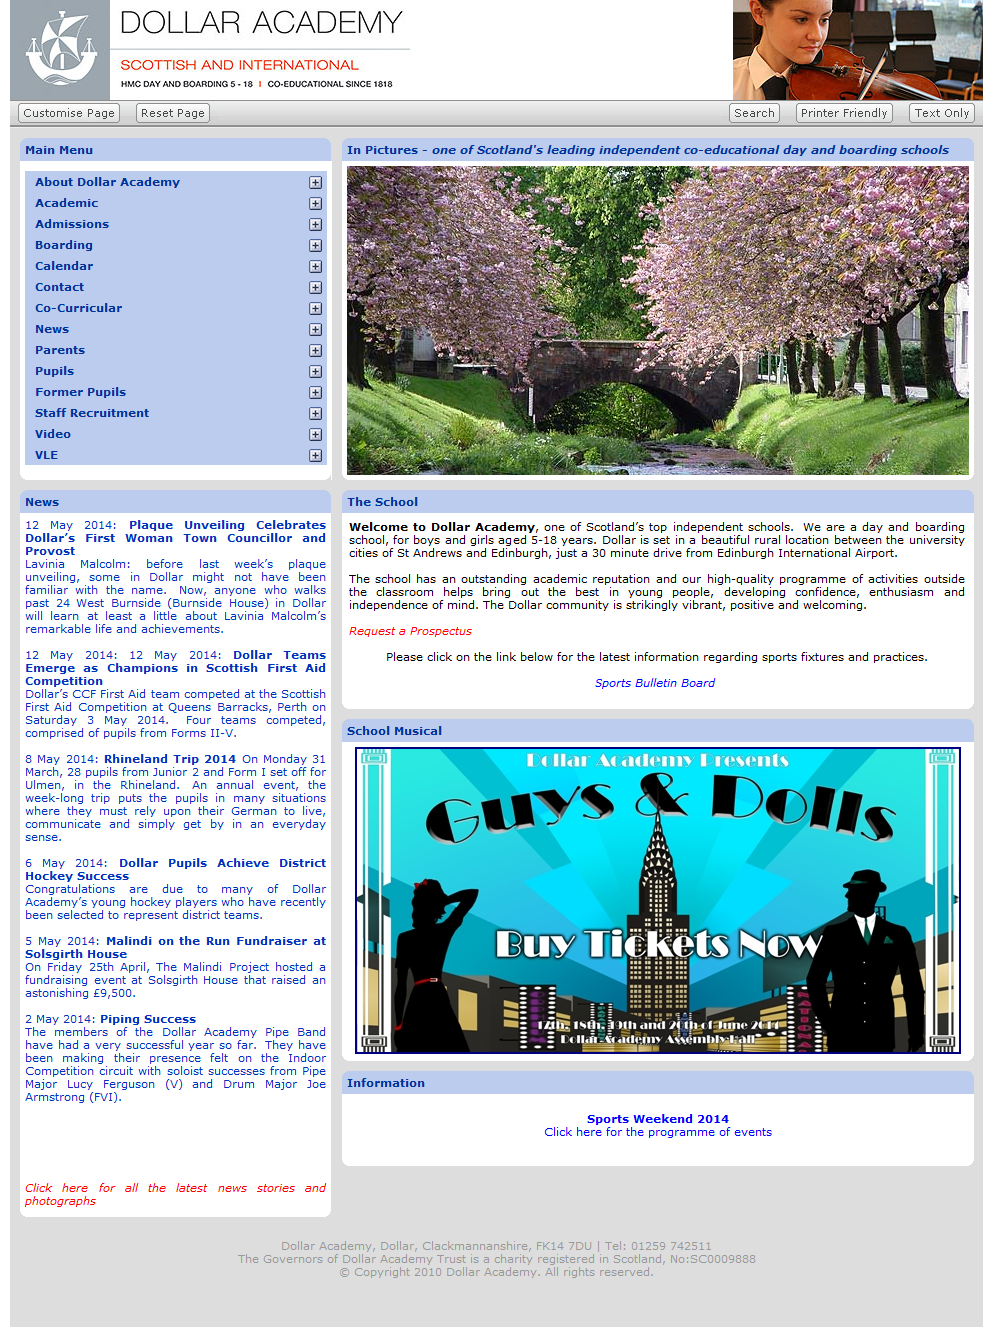 DOLLAR ACADEMY
SCOTTISH AND INTERNATIONAL
HMC DAY AND BOARDING 5 - 18 | CO-EDUCATIONAL SINCE 1818
Customise Page
Reset Page
Search
Printer Friendly
Text Only
Main Menu
About Dollar Academy
Academic
Admissions
Boarding
Calendar
Contact
Co-Curricular
News
Parents
Pupils
Former Pupils
Staff Recruitment
Video
VLE
In Pictures - one of Scotland's leading independent co-educational day and boarding schools
News
12 May 2014: Plaque Unveiling Celebrates
Dollar’s First Woman Town Councillor and
Provost
Lavinia Malcolm: before last week’s plaque
unveiling, some in Dollar might not have been
familiar with the name. Now, anyone who walks
past 24 West Burnside (Burnside House) in Dollar
will learn at least a little about Lavinia Malcolm’s
remarkable life and achievements.
12 May 2014: 12 May 2014: Dollar Teams
Emerge as Champions in Scottish First Aid
Competition
Dollar’s CCF First Aid team competed at the Scottish
First Aid Competition at Queens Barracks, Perth on
Saturday 3 May 2014. Four teams competed,
comprised of pupils from Forms II-V.
8 May 2014: Rhineland Trip 2014 On Monday 31
March, 28 pupils from Junior 2 and Form I set off for
Ulmen, in the Rhineland. An annual event, the
week-long trip puts the pupils in many situations
where they must rely upon their German to live,
communicate and simply get by in an everyday
sense.
6 May 2014: Dollar Pupils Achieve District
Hockey Success
Congratulations are due to many of Dollar
Academy’s young hockey players who have recently
been selected to represent district teams.
5 May 2014: Malindi on the Run Fundraiser at
Solsgirth House
On Friday 25th April, The Malindi Project hosted a
fundraising event at Solsgirth House that raised an
astonishing £9,500.
2 May 2014: Piping Success
The members of the Dollar Academy Pipe Band
have had a very successful year so far. They have
been making their presence felt on the Indoor
Competition circuit with soloist successes from Pipe
Major Lucy Ferguson (V) and Drum Major Joe
Armstrong (FVI).
Click here for all the latest news stories and
photographs
The School
Welcome to Dollar Academy, one of Scotland’s top independent schools. We are a day and boarding
school, for boys and girls aged 5-18 years. Dollar is set in a beautiful rural location between the university
cities of St Andrews and Edinburgh, just a 30 minute drive from Edinburgh International Airport.
The school has an outstanding academic reputation and our high-quality programme of activities outside
the classroom helps bring out the best in young people, developing confidence, enthusiasm and
independence of mind. The Dollar community is strikingly vibrant, positive and welcoming.
Request a Prospectus
Please click on the link below for the latest information regarding sports fixtures and practices.
Sports Bulletin Board
School Musical
Dollar Academy Presents
Guys & Dolls
Buy Tickets Now
17th, 18th, 19th and 20th of June 2014
Dollar Academy Assembly Hall
Information
Sports Weekend 2014
Click here for the programme of events
Dollar Academy, Dollar, Clackmannanshire, FK14 7DU | Tel: 01259 742511
The Governors of Dollar Academy Trust is a charity registered in Scotland, No:SC0009888
© Copyright 2010 Dollar Academy. All rights reserved.